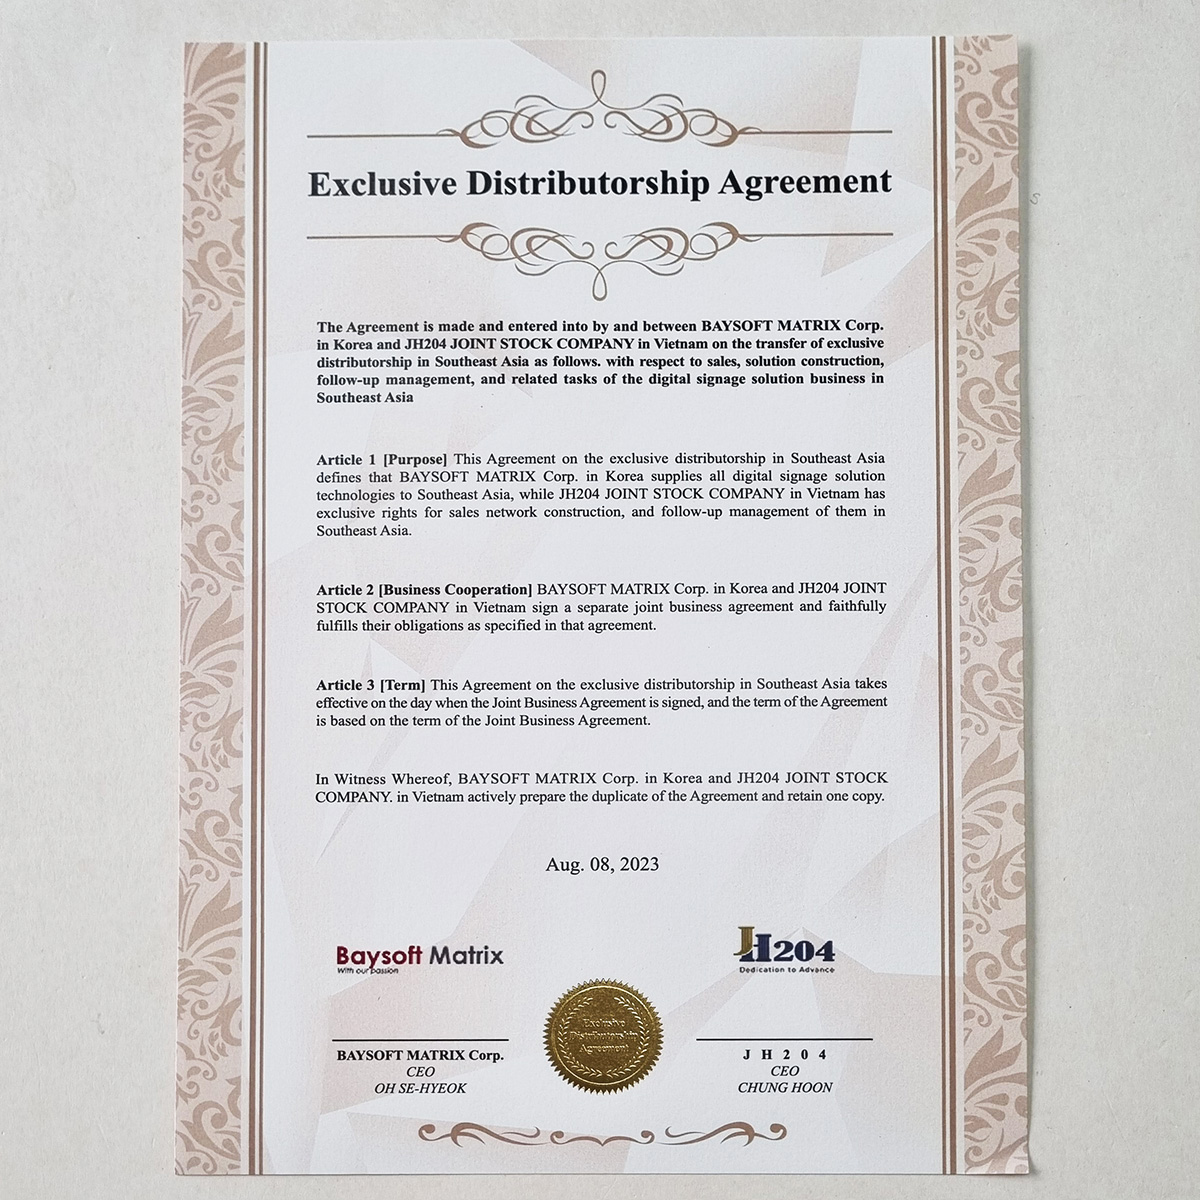 Exclusive Distributorship Agreement
The Agreement is made and entered into by and between BAYSOFT MATRIX Corp.
in Korea and JH204 JOINT STOCK COMPANY in Vietnam on the transfer of exclusive
distributorship in Southeast Asia as follows. with respect to sales, solution construction,
follow-up management, and related tasks of the digital signage solution business in
Southeast Asia
Article 1 [Purpose] This Agreement on the exclusive distributorship in Southeast Asia
defines that BAYSOFT MATRIX Corp. in Korea supplies all digital signage solution
technologies to Southeast Asia, while JH204 JOINT STOCK COMPANY in Vietnam has
exclusive rights for sales network construction, and follow-up management of them in
Southeast Asia.
Article 2 [Business Cooperation] BAYSOFT MATRIX Corp. in Korea and JH204 JOINT
STOCK COMPANY in Vietnam sign a separate joint business agreement and faithfully
fulfills their obligations as specified in that agreement.
Article 3 [Term] This Agreement on the exclusive distributorship in Southeast Asia takes
effective on the day when the Joint Business Agreement is signed, and the term of the Agreement
is based on the term of the Joint Business Agreement.
In Witness Whereof, BAYSOFT MATRIX Corp. in Korea and JH204 JOINT STOCK
COMPANY. in Vietnam actively prepare the duplicate of the Agreement and retain one copy.
Aug. 08, 2023
Baysoft Matrix
With our passion
JH204
Dedication to Advance
Exclusive
Distributorship
Agreement
BAYSOFT MATRIX Corp.
CEO
OH SE-HYEOK
J H 2 0 4
CEO
CHUNG HOON